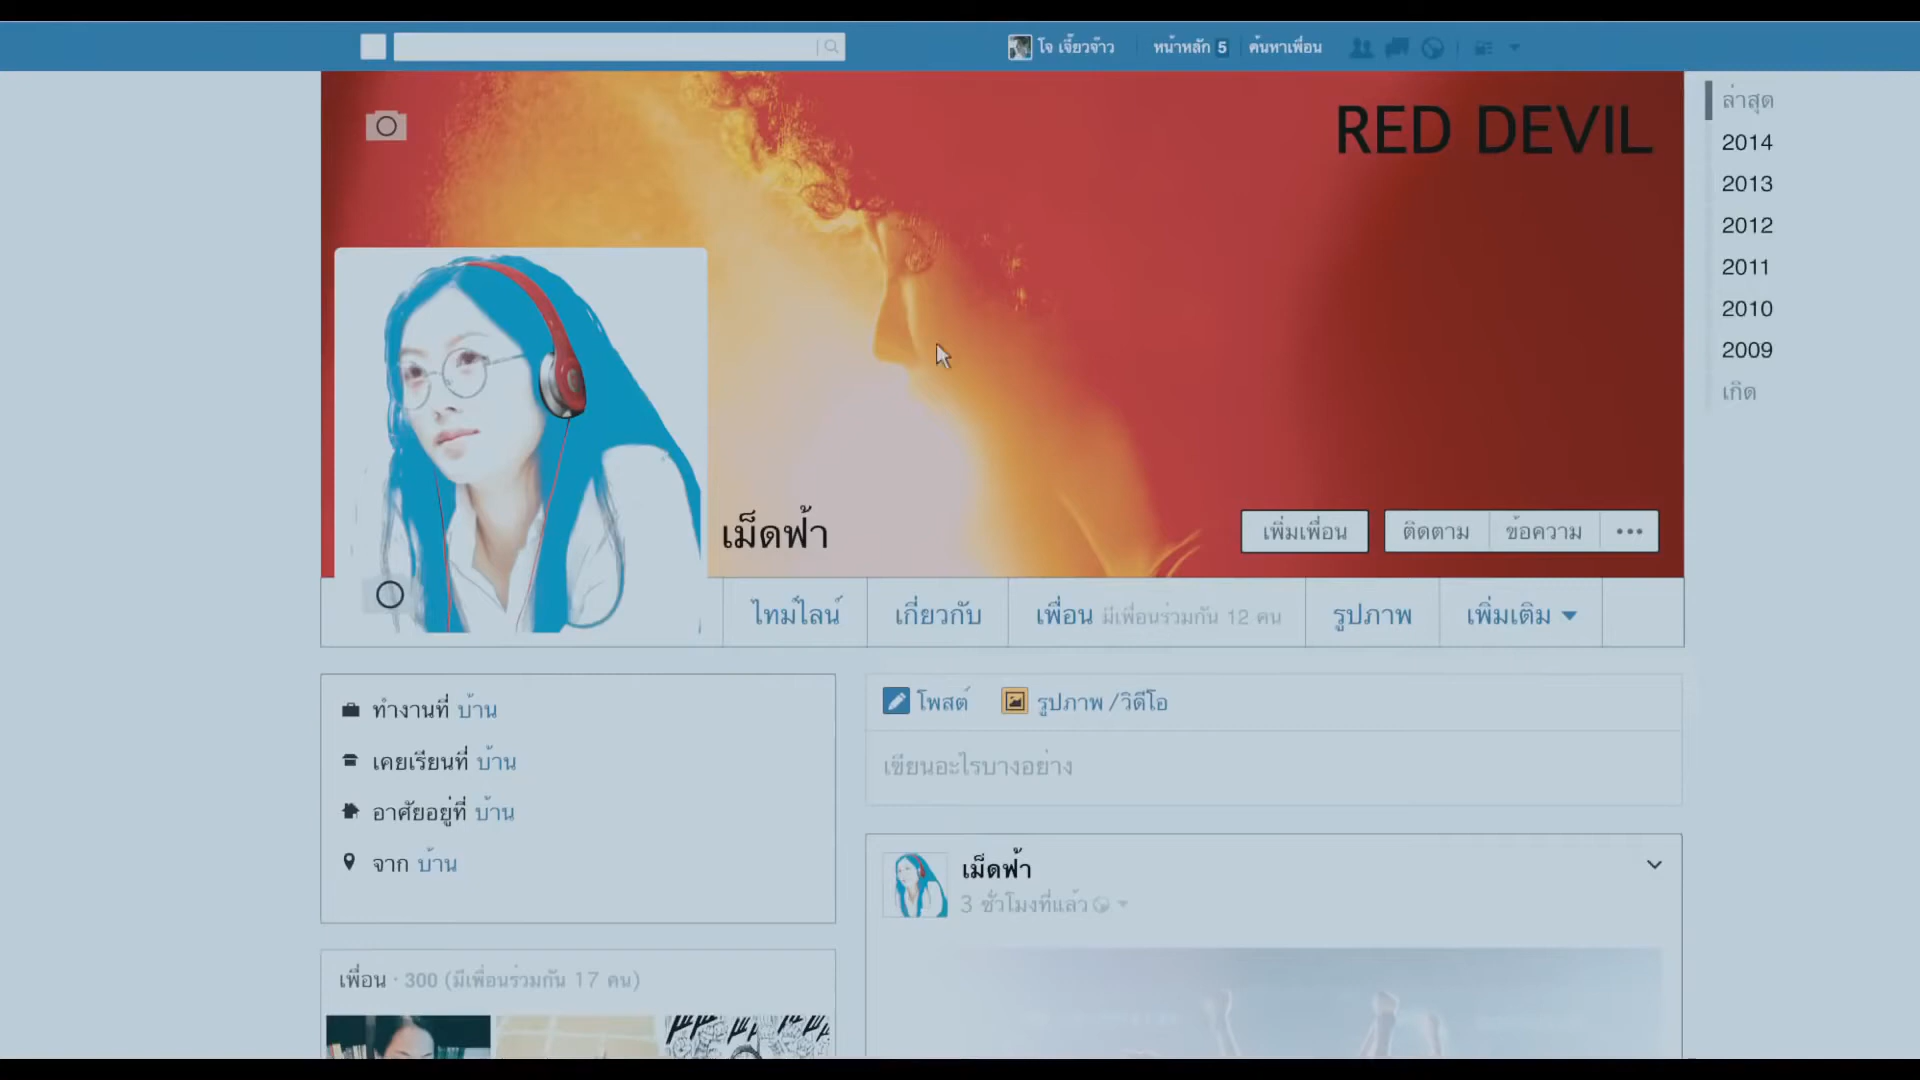 โจ เจี๊ยวจ๊าว
หน้าหลัก 5
ค้นหาเพื่อน
RED DEVIL
ล่าสุด
2014
2013
2012
2011
2010
2009
เกิด
เม็ดฟ้า
เพิ่มเพื่อน
ติดตาม
ข้อความ
•••
ไทม์ไลน์
เกี่ยวกับ
เพื่อน มีเพื่อนร่วมกัน 12 คน
รูปภาพ
เพิ่มเติม
ทำงานที่ บ้าน
เคยเรียนที่ บ้าน
อาศัยอยู่ที่ บ้าน
จาก บ้าน
เพื่อน · 300 (มีเพื่อนร่วมกัน 17 คน)
โพสต์
รูปภาพ /วิดีโอ
เขียนอะไรบางอย่าง
เม็ดฟ้า
3 ชั่วโมงที่แล้ว